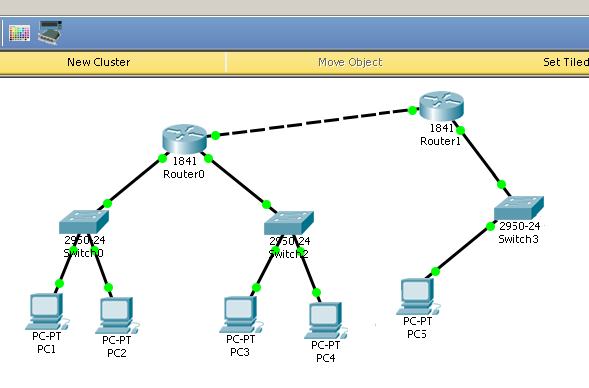 New Cluster
Move Object
Set Tiled
1841
Router0
1841
Router1
2950-24
Switch0
2950-24
Switch2
2950-24
Switch3
PC-PT
PC1
PC-PT
PC2
PC-PT
PC3
PC-PT
PC4
PC-PT
PC5